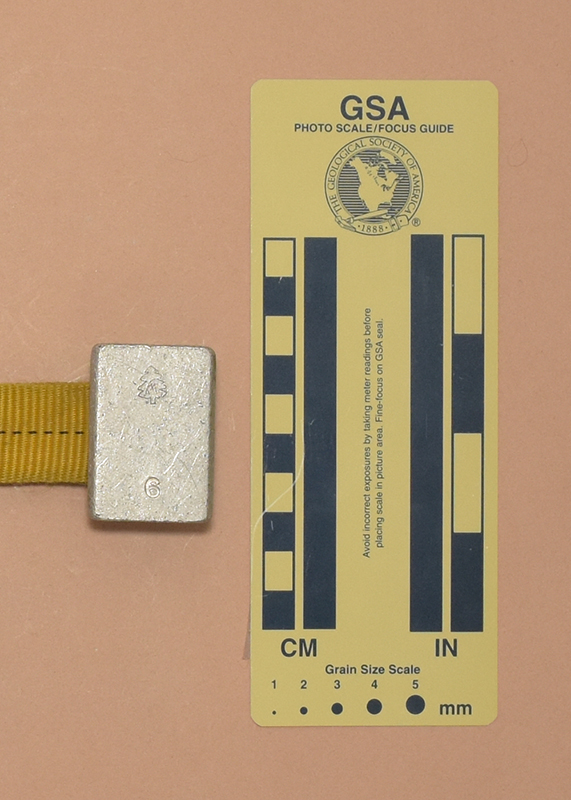 GSA
PHOTO SCALE/FOCUS GUIDE
THE GEOLOGICAL SOCIETY OF AMERICA
·1888·
®
6
Avoid incorrect exposures by taking meter readings before
placing scale in picture area. Fine-focus on GSA seal.
CM IN
Grain Size Scale
1 2 3 4 5
mm